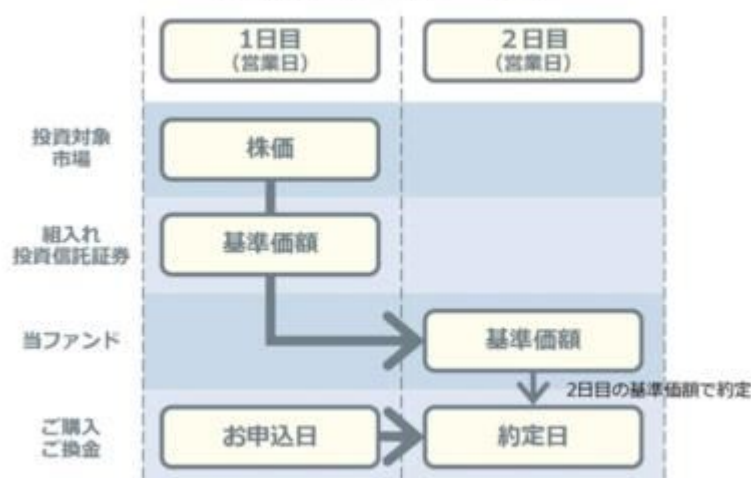 1日目
(営業日)
2日目
(営業日)
投資対象
市場
株価
組入れ
投資信託証券
基準価額
当ファンド
基準価額
2日目の基準価額で約定
ご購入
ご換金
お申込日
約定日